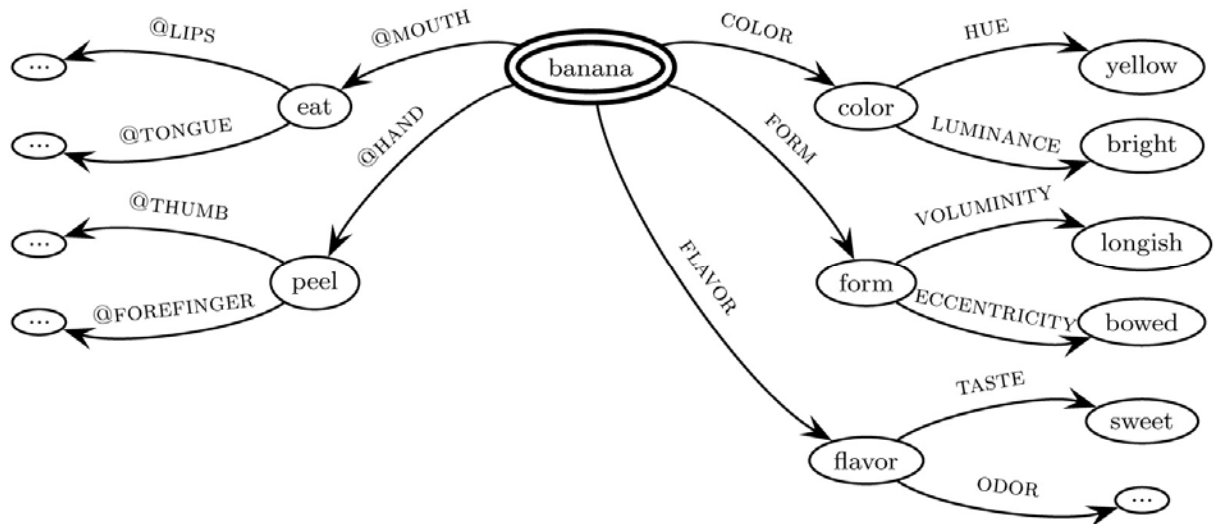 @LIPS
@MOUTH
COLOR
HUE
...
banana
yellow
eat
color
@TONGUE
@HAND
FORM
LUMINANCE
...
bright
@THUMB
VOLUMINITY
...
longish
FLAVOR
peel
form
@FOREFINGER
ECCENTRICITY
...
bowed
TASTE
sweet
flavor
ODOR
...